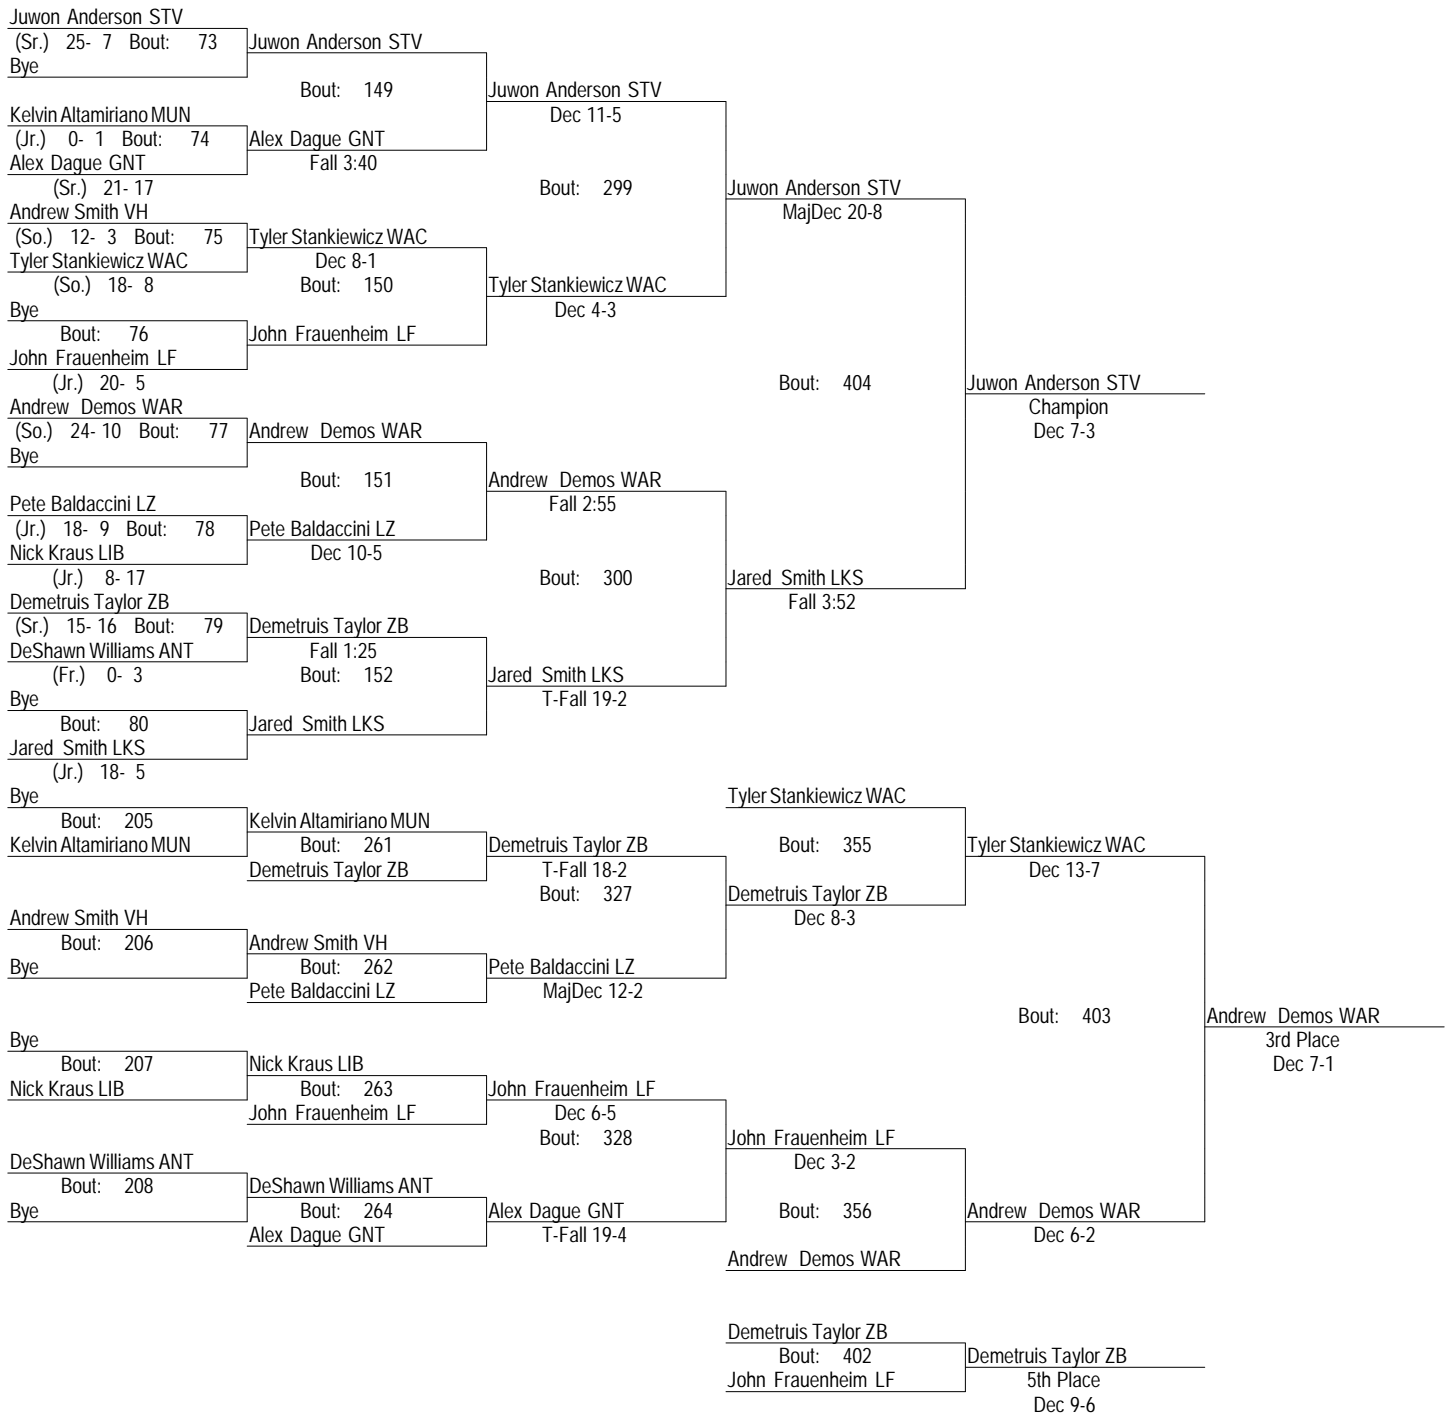 Juwon Anderson STV
(Sr.) 25- 7 Bout: 73 Juwon Anderson STV
Bye
Bout: 149 Juwon Anderson STV
Kelvin Altamiriano MUN Dec 11-5
(Jr.) 0- 1 Bout: 74 Alex Dague GNT
Alex Dague GNT Fall 3:40
(Sr.) 21- 17 Bout: 299 Juwon Anderson STV
Andrew Smith VH MajDec 20-8
(So.) 12- 3 Bout: 75 Tyler Stankiewicz WAC
Tyler Stankiewicz WAC Dec 8-1
(So.) 18- 8 Bout: 150 Tyler Stankiewicz WAC
Bye Dec 4-3
Bout: 76 John Frauenheim LF
John Frauenheim LF
(Jr.) 20- 5 Bout: 404 Juwon Anderson STV
Andrew Demos WAR Champion
(So.) 24- 10 Bout: 77 Andrew Demos WAR Dec 7-3
Bye
Bout: 151 Andrew Demos WAR
Pete Baldaccini LZ Fall 2:55
(Jr.) 18- 9 Bout: 78 Pete Baldaccini LZ
Nick Kraus LIB Dec 10-5
(Jr.) 8- 17 Bout: 300 Jared Smith LKS
Demetruis Taylor ZB Fall 3:52
(Sr.) 15- 16 Bout: 79 Demetruis Taylor ZB
DeShawn Williams ANT Fall 1:25
(Fr.) 0- 3 Bout: 152 Jared Smith LKS
Bye T-Fall 19-2
Bout: 80 Jared Smith LKS
Jared Smith LKS
(Jr.) 18- 5
Bye Tyler Stankiewicz WAC
Bout: 205 Kelvin Altamiriano MUN
Kelvin Altamiriano MUN Bout: 261 Demetruis Taylor ZB Bout: 355 Tyler Stankiewicz WAC
Demetruis Taylor ZB T-Fall 18-2 Dec 13-7
Bout: 327 Demetruis Taylor ZB
Andrew Smith VH Dec 8-3
Bout: 206 Andrew Smith VH
Bye Bout: 262 Pete Baldaccini LZ
Pete Baldaccini LZ MajDec 12-2
Bout: 403 Andrew Demos WAR
Bye 3rd Place
Bout: 207 Nick Kraus LIB Dec 7-1
Nick Kraus LIB Bout: 263 John Frauenheim LF
John Frauenheim LF Dec 6-5
Bout: 328 John Frauenheim LF
DeShawn Williams ANT Dec 3-2
Bout: 208 DeShawn Williams ANT
Bye Bout: 264 Alex Dague GNT Bout: 356 Andrew Demos WAR
Alex Dague GNT T-Fall 19-4 Dec 6-2
Andrew Demos WAR
Demetruis Taylor ZB
Bout: 402 Demetruis Taylor ZB
John Frauenheim LF 5th Place
Dec 9-6